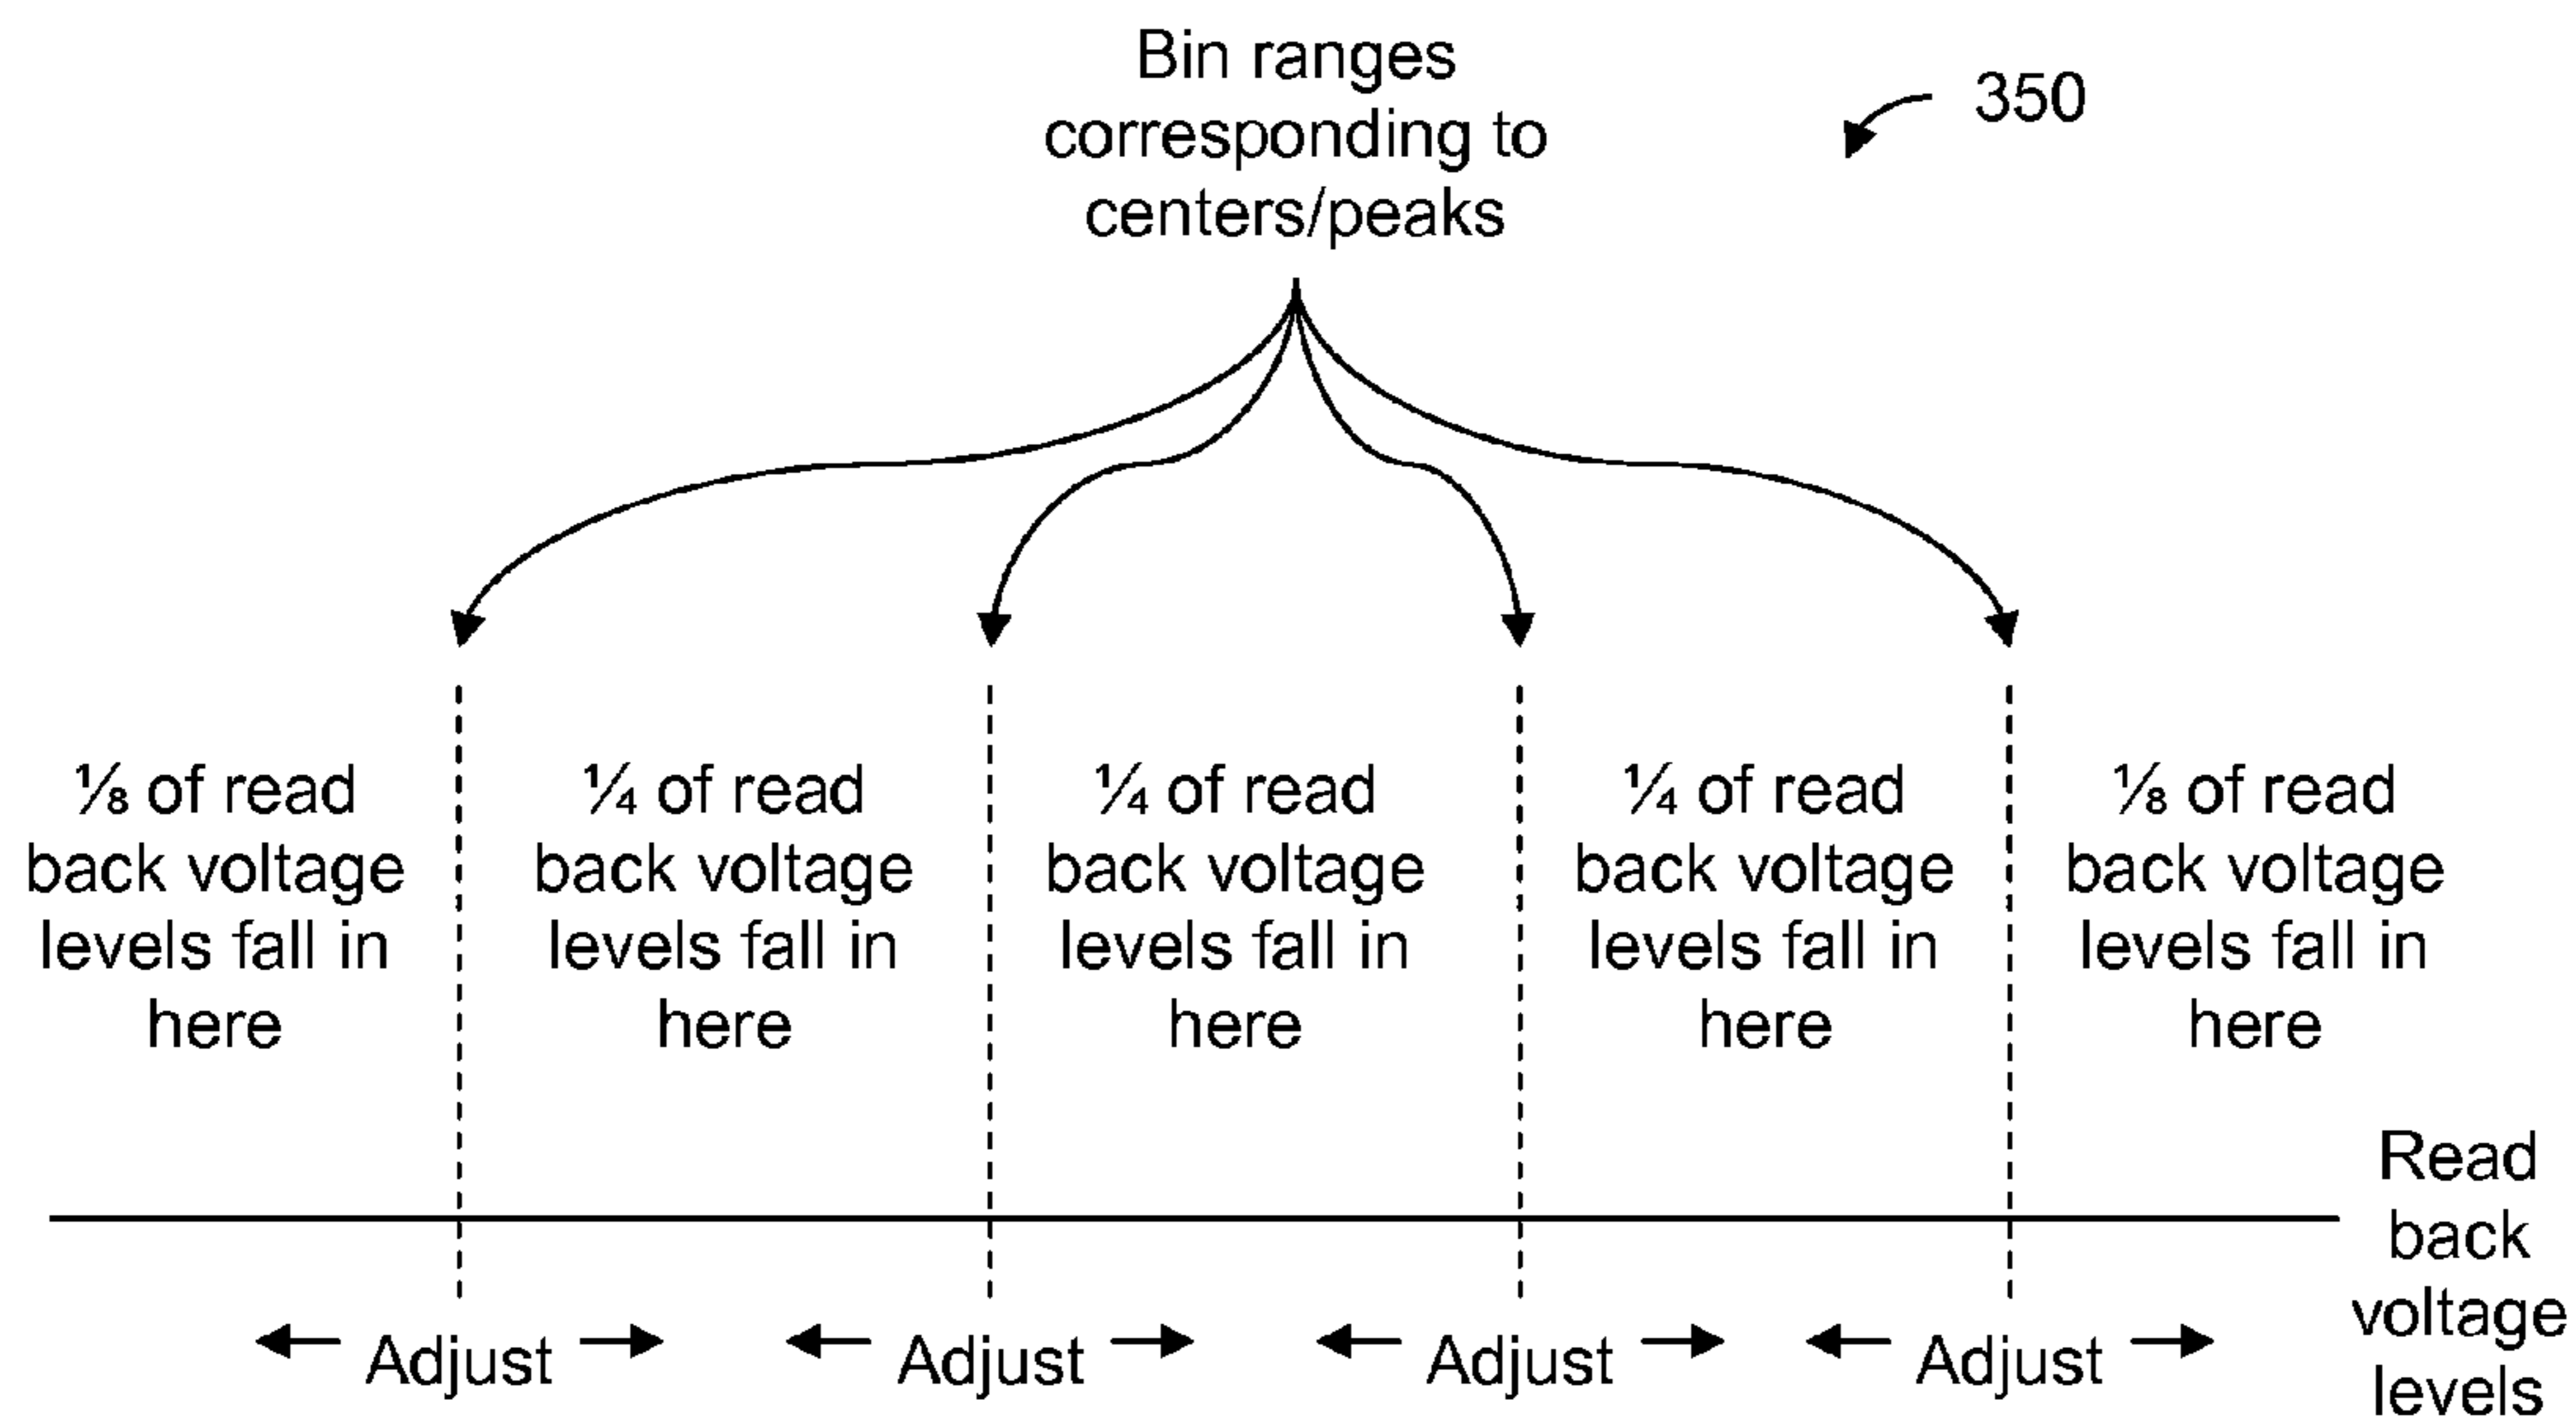 Bin ranges
corresponding to
centers/peaks
350
⅛ of read
back voltage
levels fall in
here
¼ of read
back voltage
levels fall in
here
¼ of read
back voltage
levels fall in
here
¼ of read
back voltage
levels fall in
here
⅛ of read
back voltage
levels fall in
here
Read
back
voltage
levels
Adjust
Adjust
Adjust
Adjust